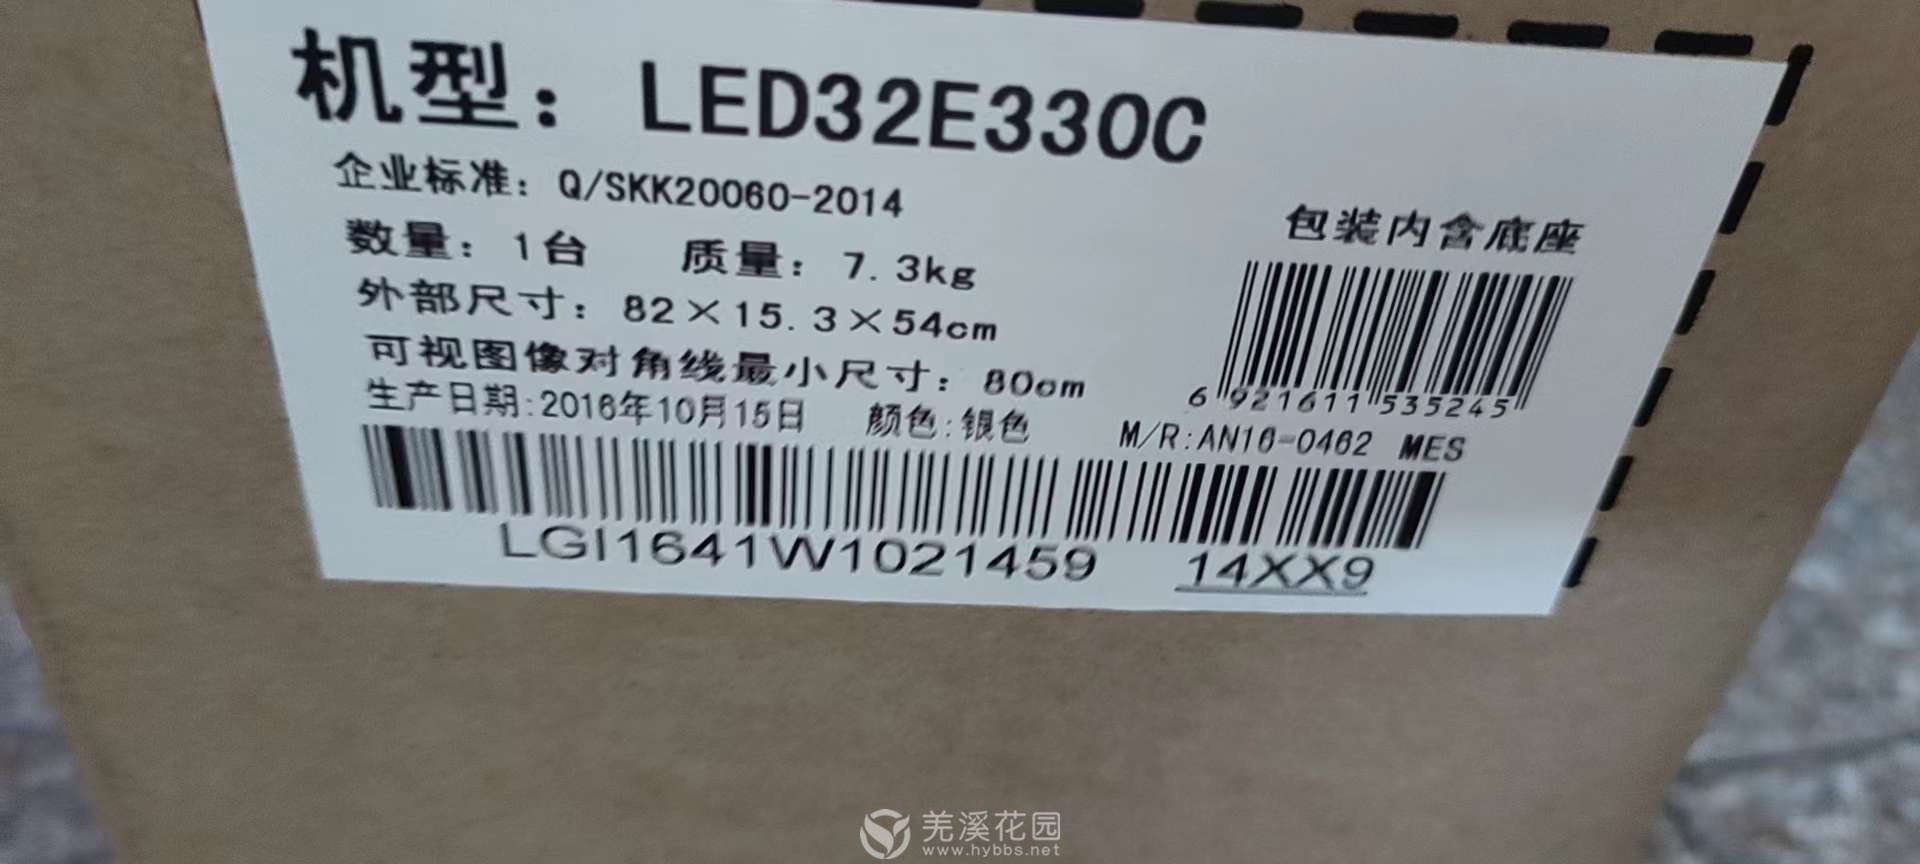 机型：LED32E330C
企业标准：Q/SKK20060-2014
数量：1台 质量：7.3kg
包装内含底座
外部尺寸：82×15.3×54cm
可视图像对角线最小尺寸：80cm
6 921611 535245
生产日期:2016年10月15日 颜色:银色 M/R:AN16-0462 MES
LGI1641W1021459 14XX9
羌溪花园
www.hybbs.net